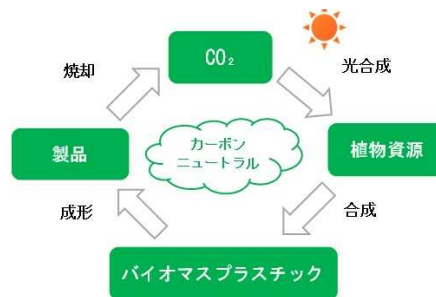 CO₂
焼却
光合成
製品
カーボン
ニュートラル
植物資源
成形
合成
バイオマスプラスチック